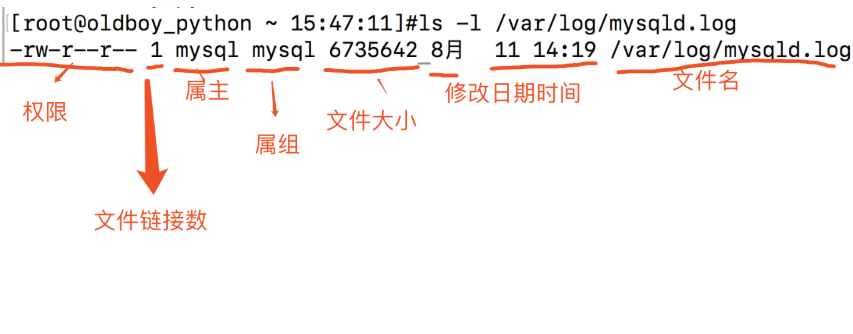 [root@oldboy_python ~ 15:47:11]#ls -l /var/log/mysqld.log
-rw-r--r-- 1 mysql mysql 6735642 8月 11 14:19 /var/log/mysqld.log
权限
属主
属组
文件大小
修改日期时间
文件名
文件链接数